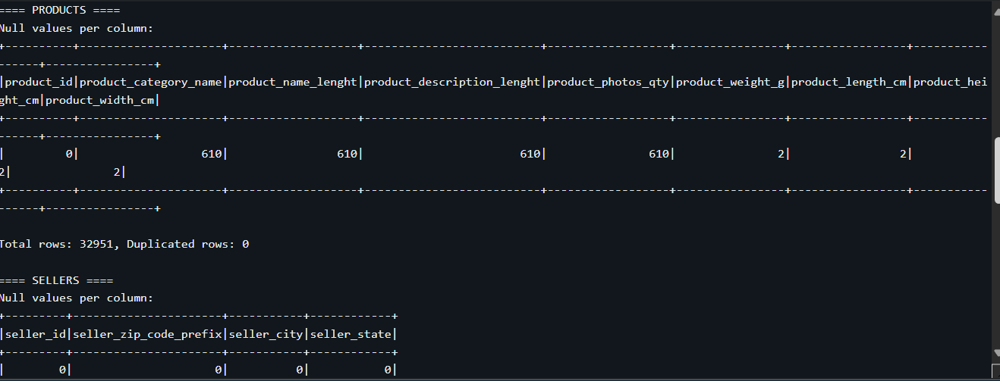 ==== PRODUCTS ====
Null values per column:
+----------+---------------------+-------------------+--------------------------+------------------+----------------+-----------------+-----------
------+----------------+
|product_id|product_category_name|product_name_lenght|product_description_lenght|product_photos_qty|product_weight_g|product_length_cm|product_hei
ght_cm|product_width_cm|
+----------+---------------------+-------------------+--------------------------+------------------+----------------+-----------------+-----------
------+----------------+
|         0|                  610|                610|                       610|               610|               2|                2|
2|               2|
+----------+---------------------+-------------------+--------------------------+------------------+----------------+-----------------+-----------
------+----------------+
Total rows: 32951, Duplicated rows: 0
==== SELLERS ====
Null values per column:
+---------+----------------------+-----------+------------+
|seller_id|seller_zip_code_prefix|seller_city|seller_state|
+---------+----------------------+-----------+------------+
|        0|                     0|          0|           0|